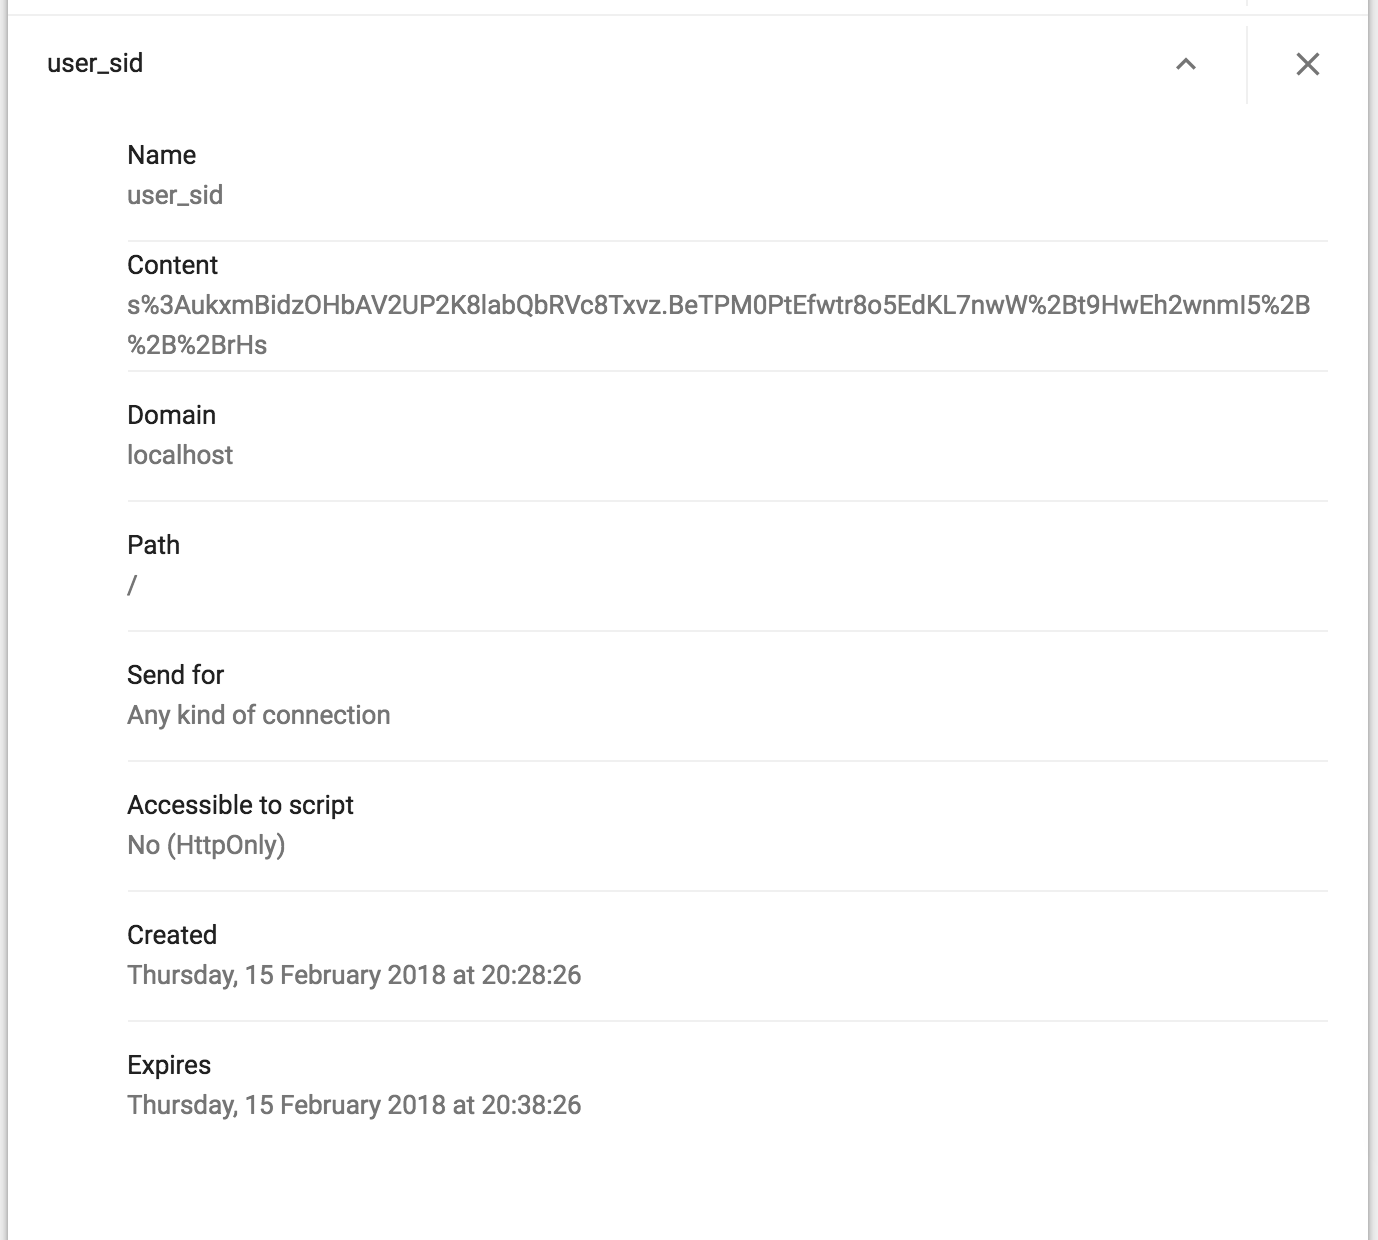 user_sid
Name
user_sid
Content
s%3AukxmBidzOHbAV2UP2K8labQbRVc8Txvz.BeTPM0PtEfwtr8o5EdKL7nwW%2Bt9HwEh2wnmI5%2B
%2B%2BrHs
Domain
localhost
Path
/
Send for
Any kind of connection
Accessible to script
No (HttpOnly)
Created
Thursday, 15 February 2018 at 20:28:26
Expires
Thursday, 15 February 2018 at 20:38:26